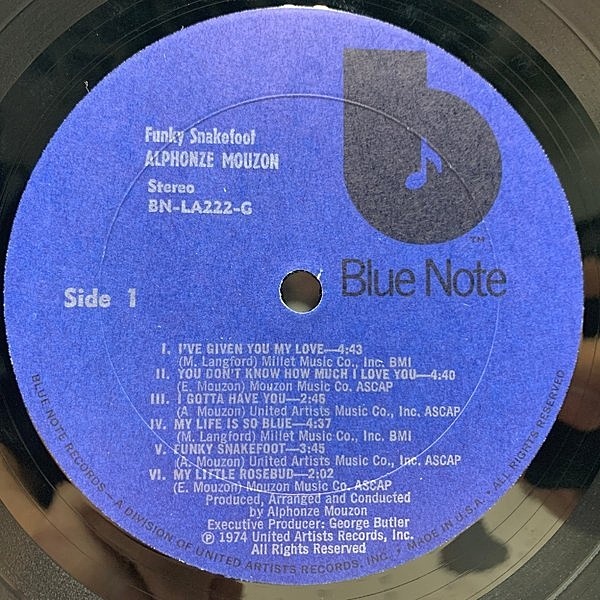 Funky Snakefoot
ALPHONZE MOUZON
Stereo
BN-LA222-G
b
TM
Blue Note
Side 1
I. I'VE GIVEN YOU MY LOVE—4:43
(M. Langford) Millet Music Co., Inc. BMI
II. YOU DON'T KNOW HOW MUCH I LOVE YOU—4:40
(E. Mouzon) Mouzon Music Co. ASCAP
III. I GOTTA HAVE YOU—2:46
(A. Mouzon) United Artists Music Co., Inc. ASCAP
IV. MY LIFE IS SO BLUE—4:37
(M. Langford) Millet Music Co., Inc. BMI
V. FUNKY SNAKEFOOT—3:45
(A. Mouzon) United Artists Music Co., Inc. ASCAP
VI. MY LITTLE ROSEBUD—2:02
(E. Mouzon) Mouzon Music Co. ASCAP
Produced, Arranged and Conducted
by Alphonze Mouzon
Executive Producer: George Butler
℗ 1974 United Artists Records, Inc.
All Rights Reserved
BLUE NOTE RECORDS — A DIVISION OF UNITED ARTISTS RECORDS, INC. • MADE IN U.S.A. • ALL RIGHTS RESERVED